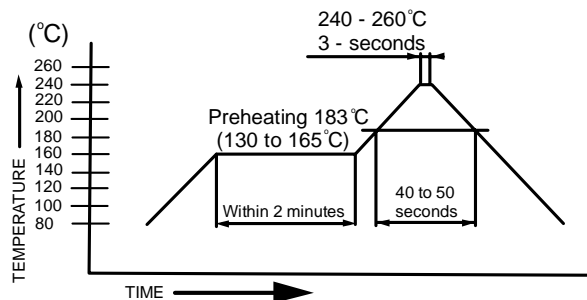 240 - 260°C
3 - seconds
(°C)
260
240
220
200
180
160
140
120
100
80
TEMPERATURE
Preheating 183°C
(130 to 165°C)
Within 2 minutes
40 to 50
seconds
TIME